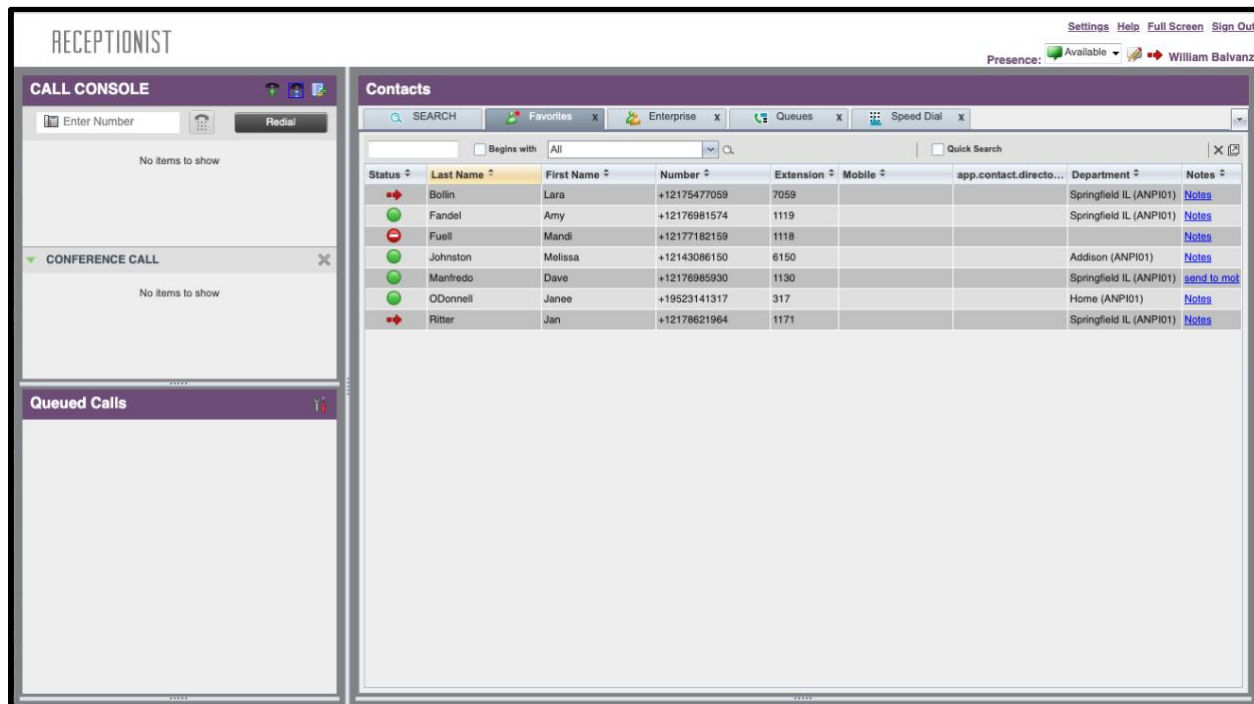 RECEPTIONIST
Settings Help Full Screen Sign Out
Presence: Available William Balvanz
CALL CONSOLE
Enter Number Redial
No items to show
CONFERENCE CALL
No items to show
Queued Calls
Contacts
SEARCH Favorites x Enterprise x Queues x Speed Dial x
Begins with All Quick Search
Status Last Name First Name Number Extension Mobile app.contact.directo... Department Notes
Bollin Lara +12175477059 7059 Springfield IL (ANPI01) Notes
Fandel Amy +12176981574 1119 Springfield IL (ANPI01) Notes
Fuell Mandi +12177182159 1118 Notes
Johnston Melissa +12143086150 6150 Addison (ANPI01) Notes
Manfredo Dave +12176985930 1130 Springfield IL (ANPI01) send to mot
ODonnell Janee +19523141317 317 Home (ANPI01) Notes
Ritter Jan +12178621964 1171 Springfield IL (ANPI01) Notes